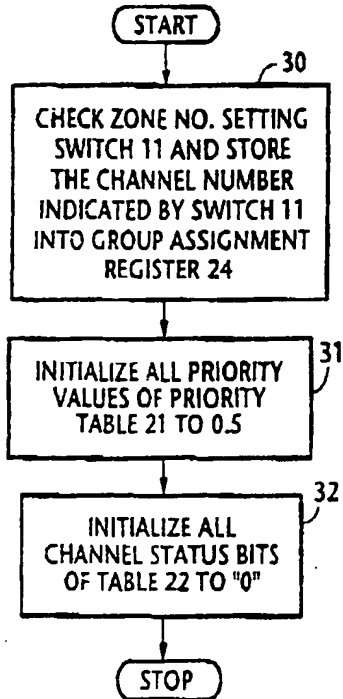 START
30
CHECK ZONE NO. SETTING
SWITCH 11 AND STORE
THE CHANNEL NUMBER
INDICATED BY SWITCH 11
INTO GROUP ASSIGNMENT
REGISTER 24
31
INITIALIZE ALL PRIORITY
VALUES OF PRIORITY
TABLE 21 TO 0.5
32
INITIALIZE ALL
CHANNEL STATUS BITS
OF TABLE 22 TO "0"
STOP